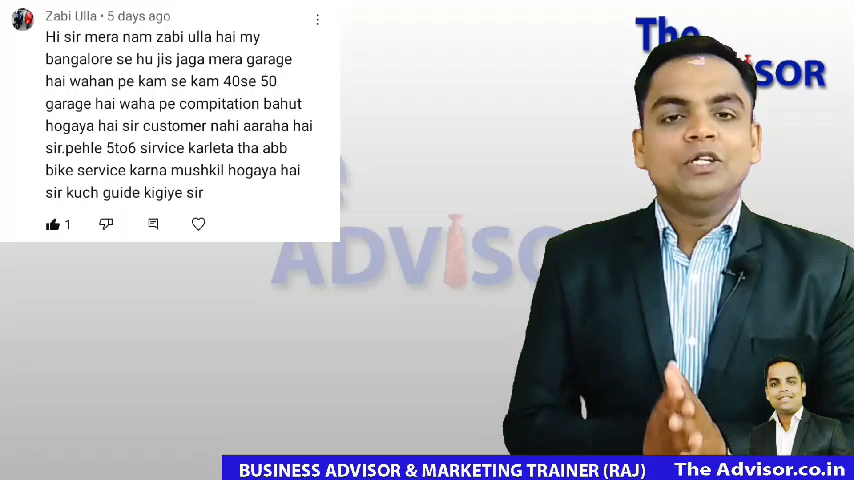 Zabi Ulla • 5 days ago
Hi sir mera nam zabi ulla hai my
bangalore se hu jis jaga mera garage
hai wahan pe kam se kam 40se 50
garage hai waha pe compitation bahut
hogaya hai sir customer nahi aaraha hai
sir.pehle 5to6 sirvice karleta tha abb
bike service karna mushkil hogaya hai
sir kuch guide kigiye sir
1
The
ISOR
ADVISO
BUSINESS ADVISOR & MARKETING TRAINER (RAJ)
The Advisor.co.in